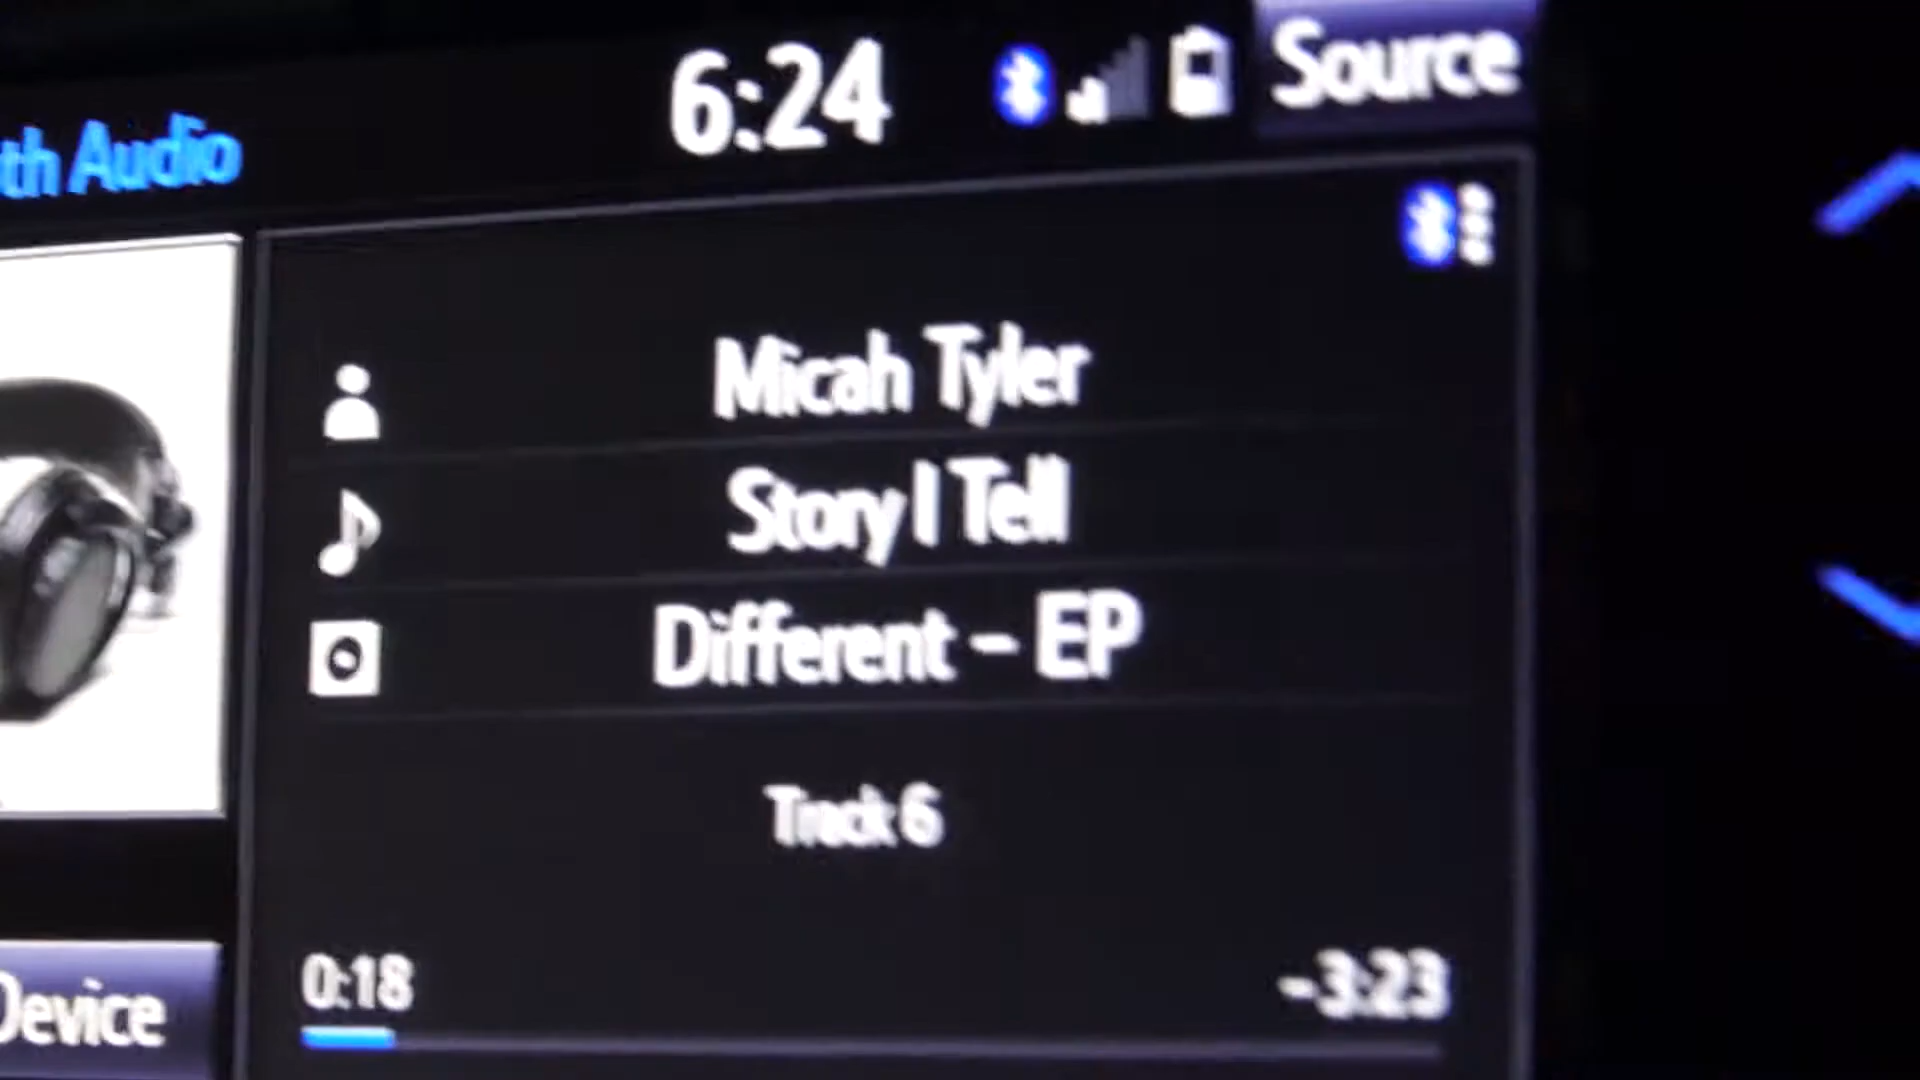 6:24
Source
th Audio
Micah Tyler
Story I Tell
Different – EP
Track 6
0:18
-3:23
Device